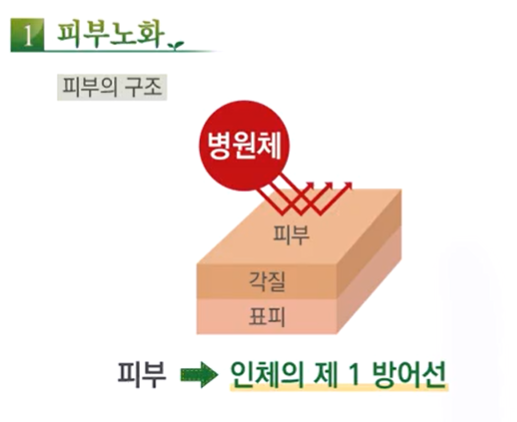 1 피부노화
피부의 구조
병원체
피부
각질
표피
피부 → 인체의 제 1 방어선